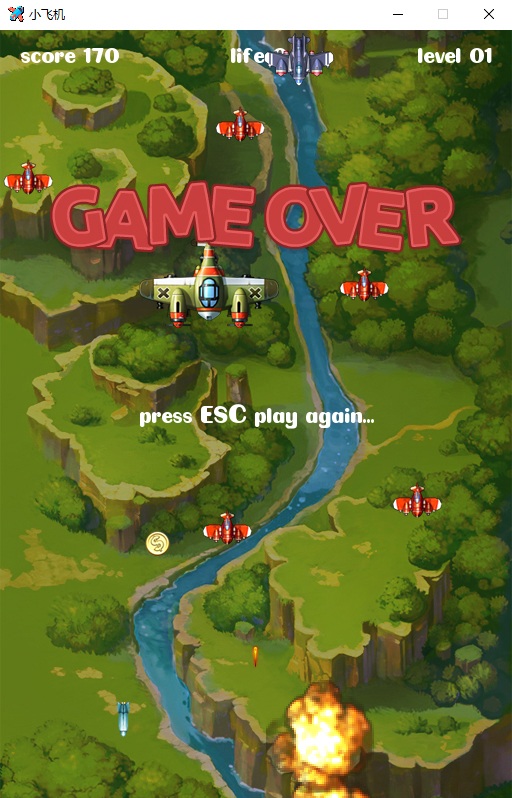 小飞机
score 170
level 01
GAME OVER
press ESC play again...